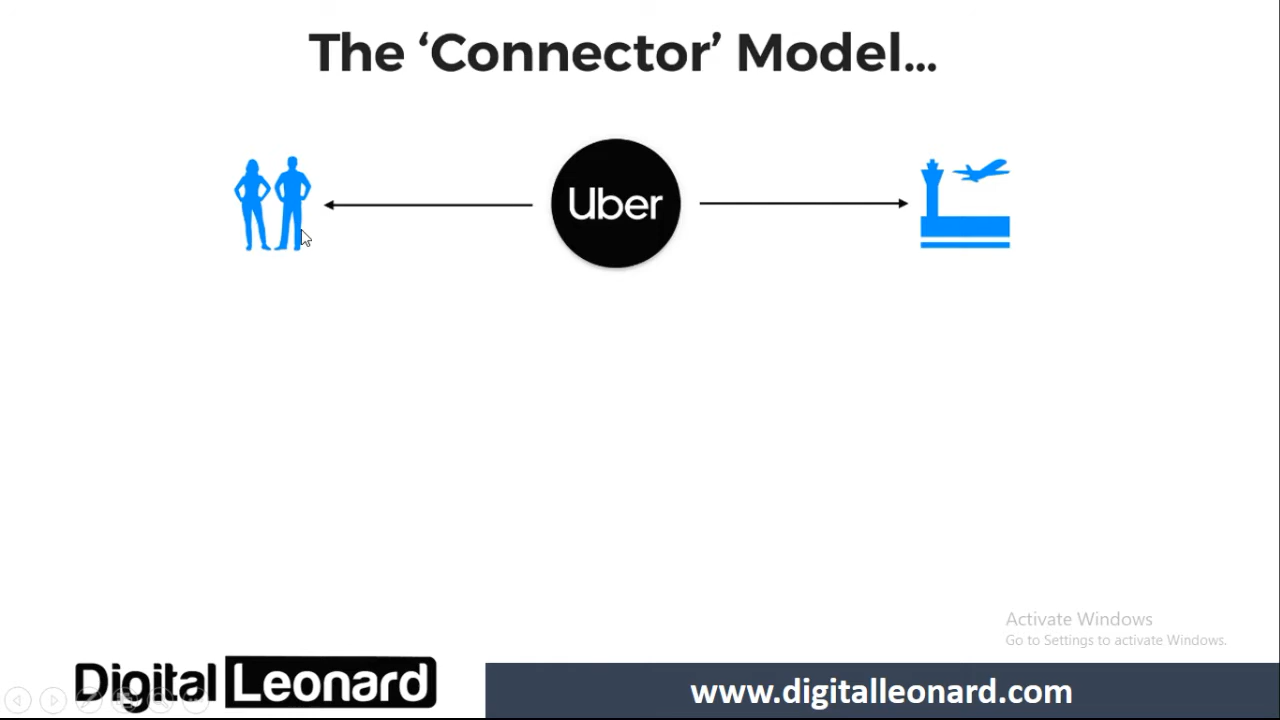 The ‘Connector’ Model...
Uber
Activate Windows
Go to Settings to activate Windows.
Digital Leonard
www.digitalleonard.com